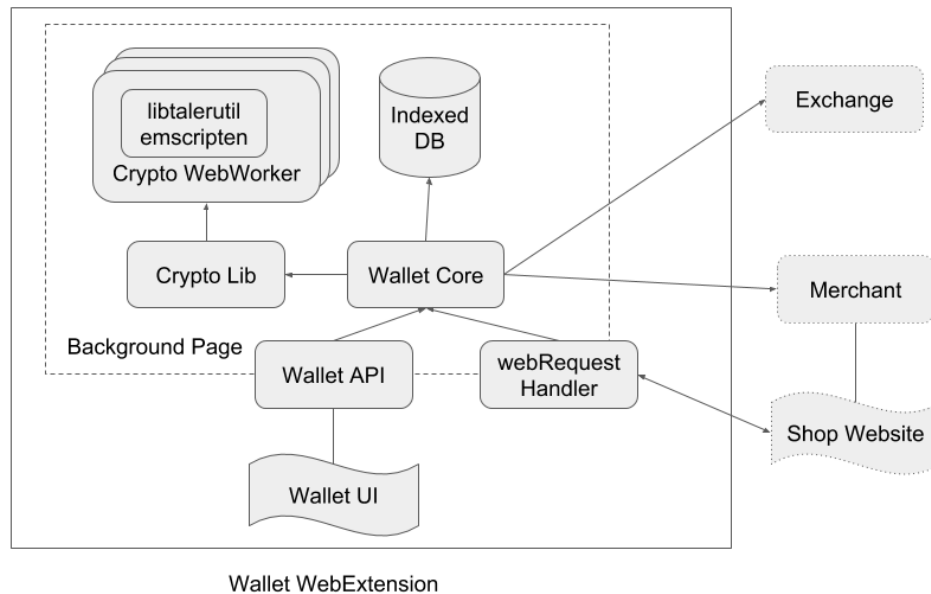 libtalerutil
emscripten
Crypto WebWorker
Indexed
DB
Exchange
Crypto Lib
Wallet Core
Merchant
Background Page
Wallet API
webRequest
Handler
Shop Website
Wallet UI
Wallet WebExtension